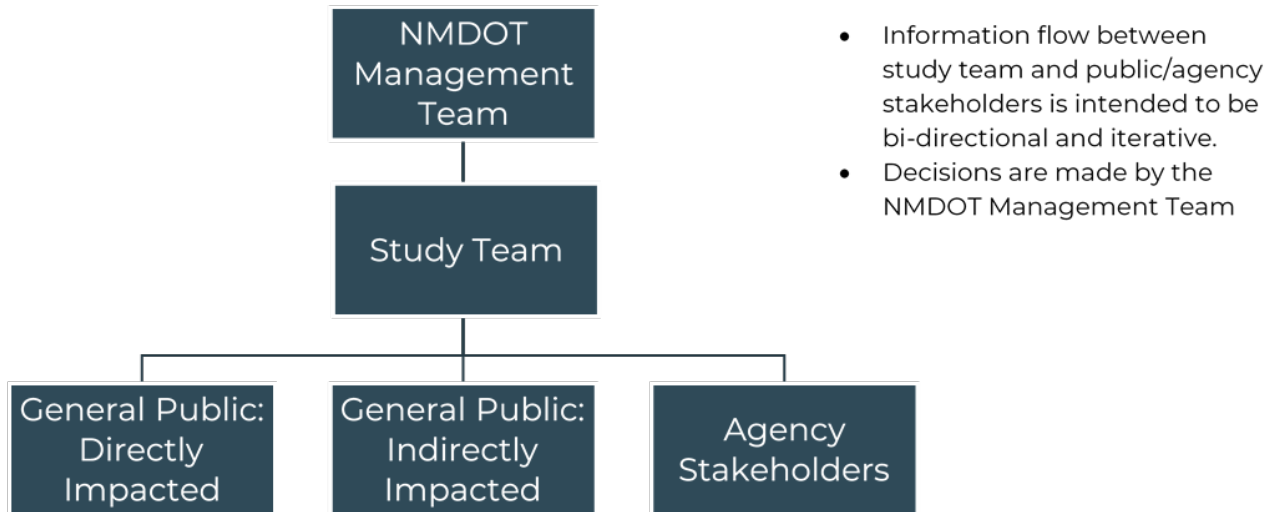 NMDOT
Management
Team
Study Team
General Public:
Directly
Impacted
General Public:
Indirectly
Impacted
Agency
Stakeholders
• Information flow between
study team and public/agency
stakeholders is intended to be
bi-directional and iterative.
• Decisions are made by the
NMDOT Management Team